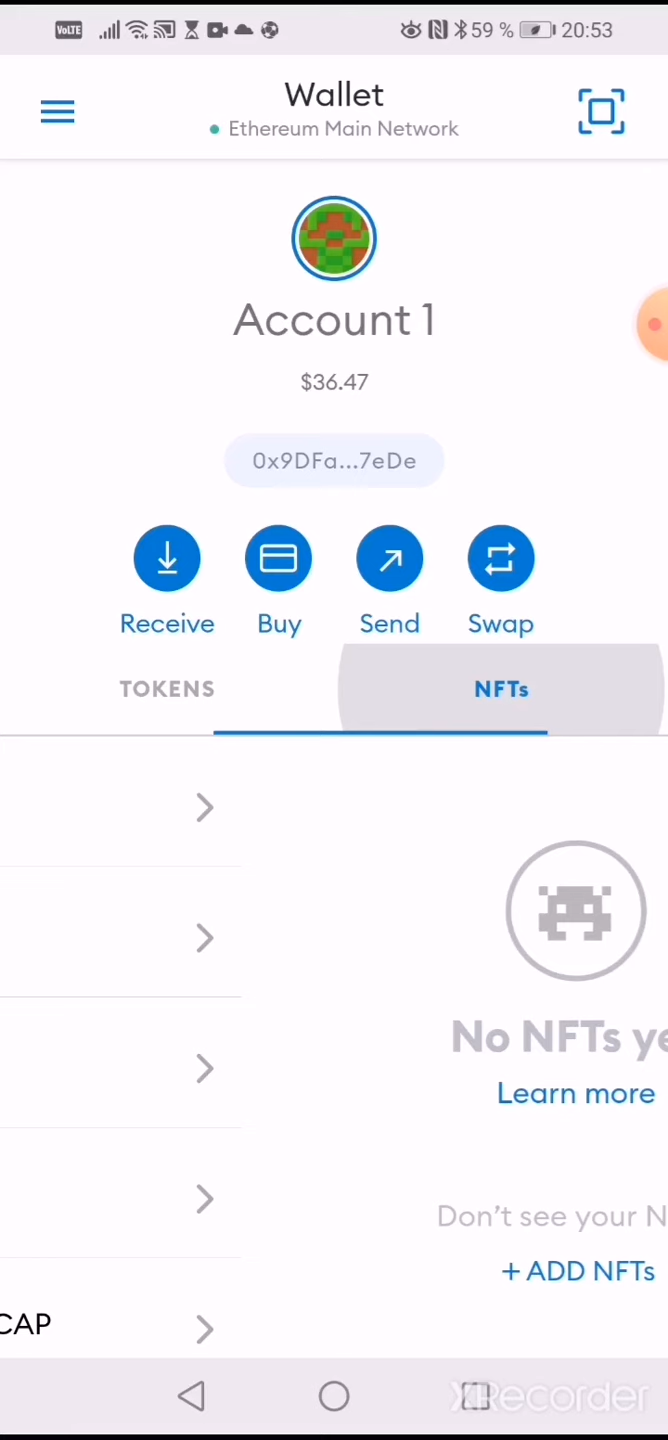 VoLTE 59 % 20:53
Wallet
Ethereum Main Network
Account 1
$36.47
0x9DFa...7eDe
Receive Buy Send Swap
TOKENS NFTs
No NFTs ye
Learn more
Don't see your N
+ ADD NFTs
CAP
XRecorder